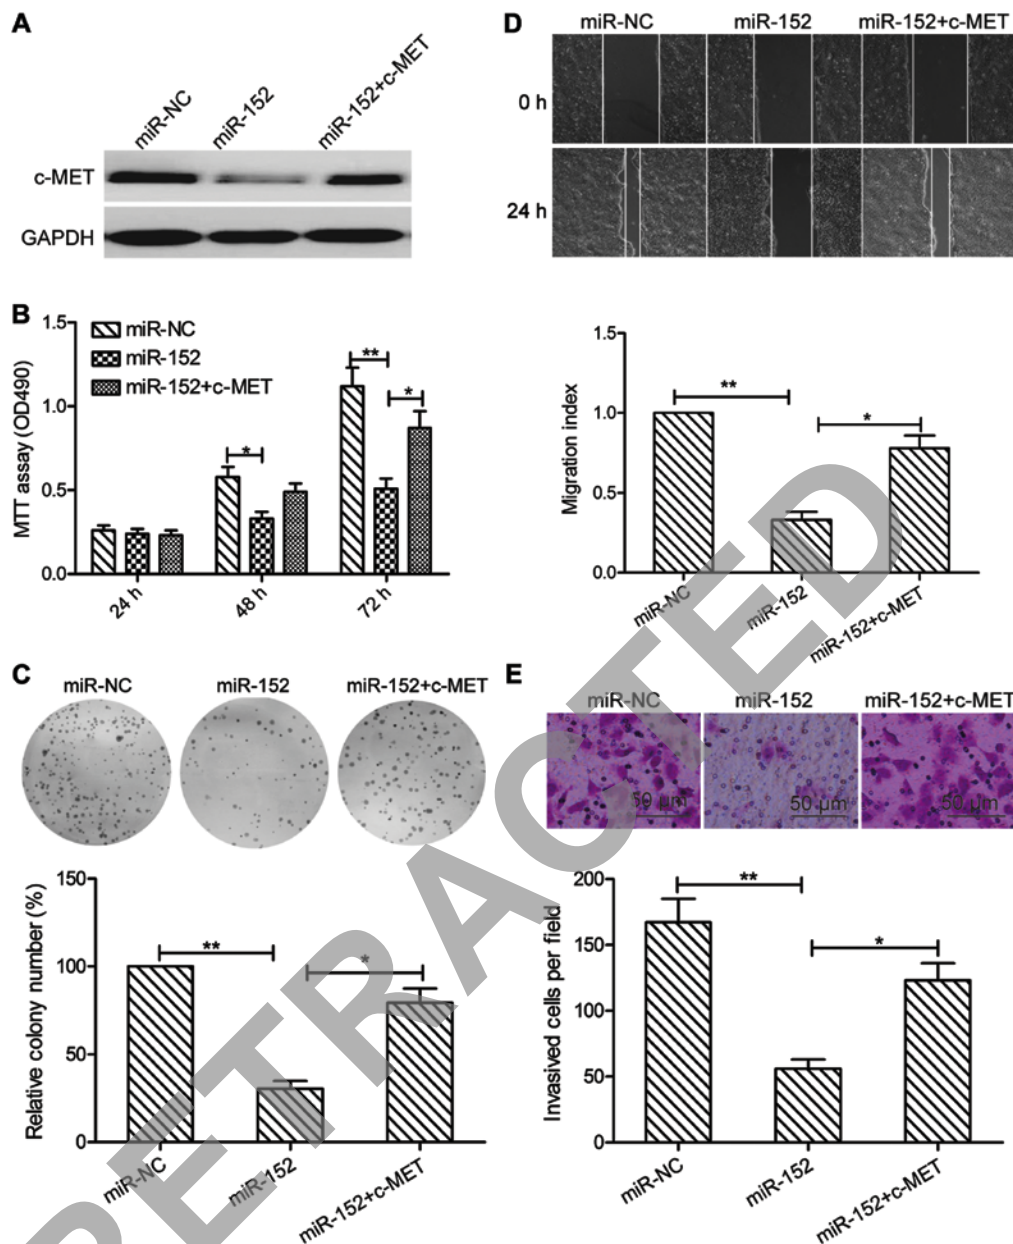 A
miR-NC
miR-152
miR-152+c-MET
c-MET
GAPDH
B
MTT assay (OD490)
1.5
1.0
0.5
0.0
miR-NC
miR-152
miR-152+c-MET
*
**
*
24 h
48 h
72 h
C
miR-NC
miR-152
miR-152+c-MET
Relative colony number (%)
150
100
50
0
**
*
miR-NC
miR-152
miR-152+c-MET
D
miR-NC
miR-152
miR-152+c-MET
0 h
24 h
Migration index
1.5
1.0
0.5
0.0
**
*
miR-NC
miR-152
miR-152+c-MET
E
miR-NC
miR-152
miR-152+c-MET
50 μm
50 μm
50 μm
Invasived cells per field
200
150
100
50
0
**
*
miR-NC
miR-152
miR-152+c-MET
RETRACTED